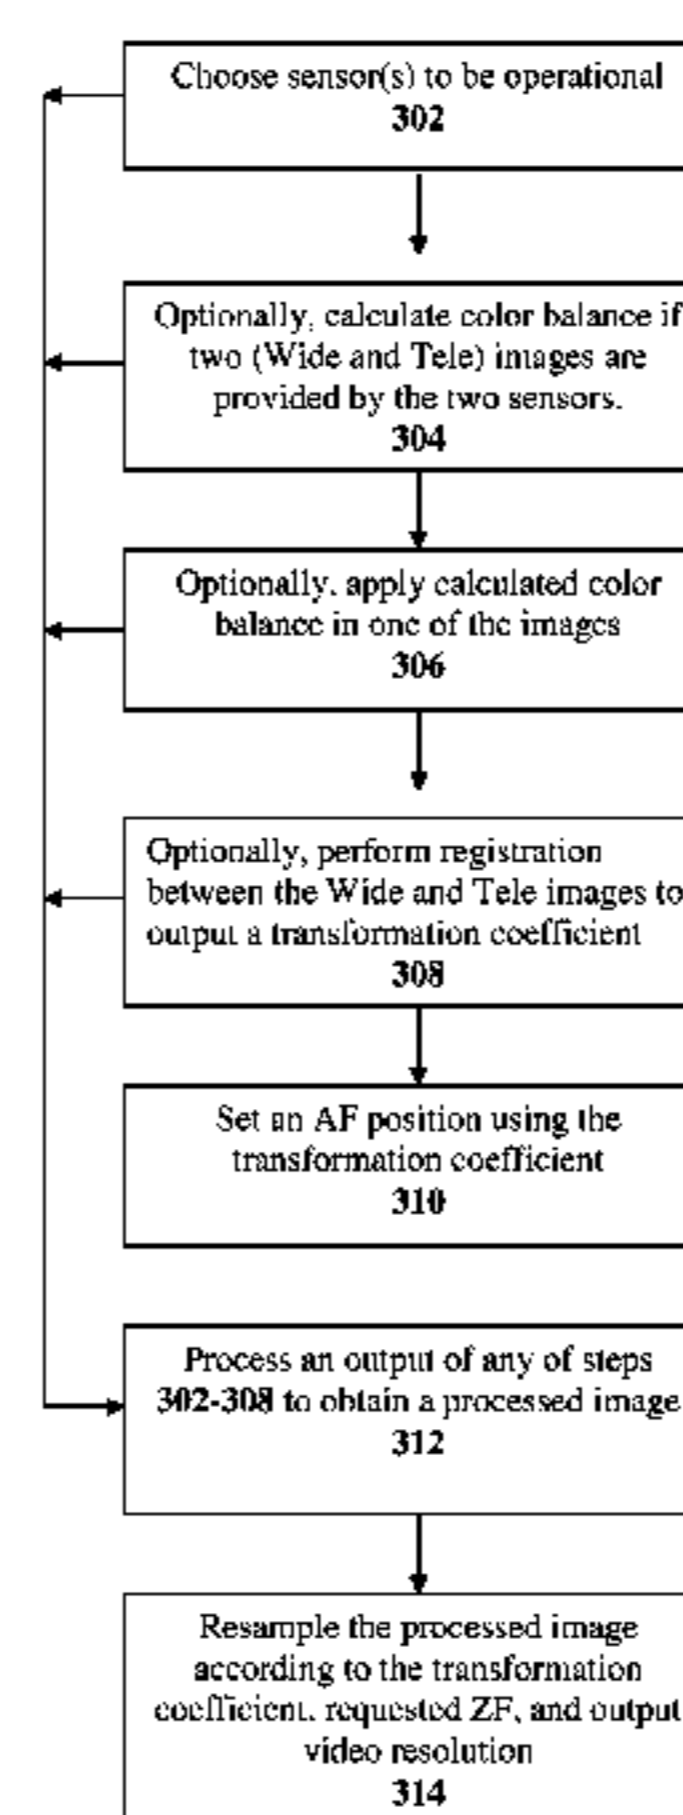 Choose sensor(s) to be operational
302
Optionally, calculate color balance if
two (Wide and Tele) images are
provided by the two sensors.
304
Optionally, apply calculated color
balance in one of the images
306
Optionally, perform registration
between the Wide and Tele images to
output a transformation coefficient
308
Set an AF position using the
transformation coefficient
310
Process an output of any of steps
302-308 to obtain a processed image
312
Resample the processed image
according to the transformation
coefficient, requested ZF, and output
video resolution
314